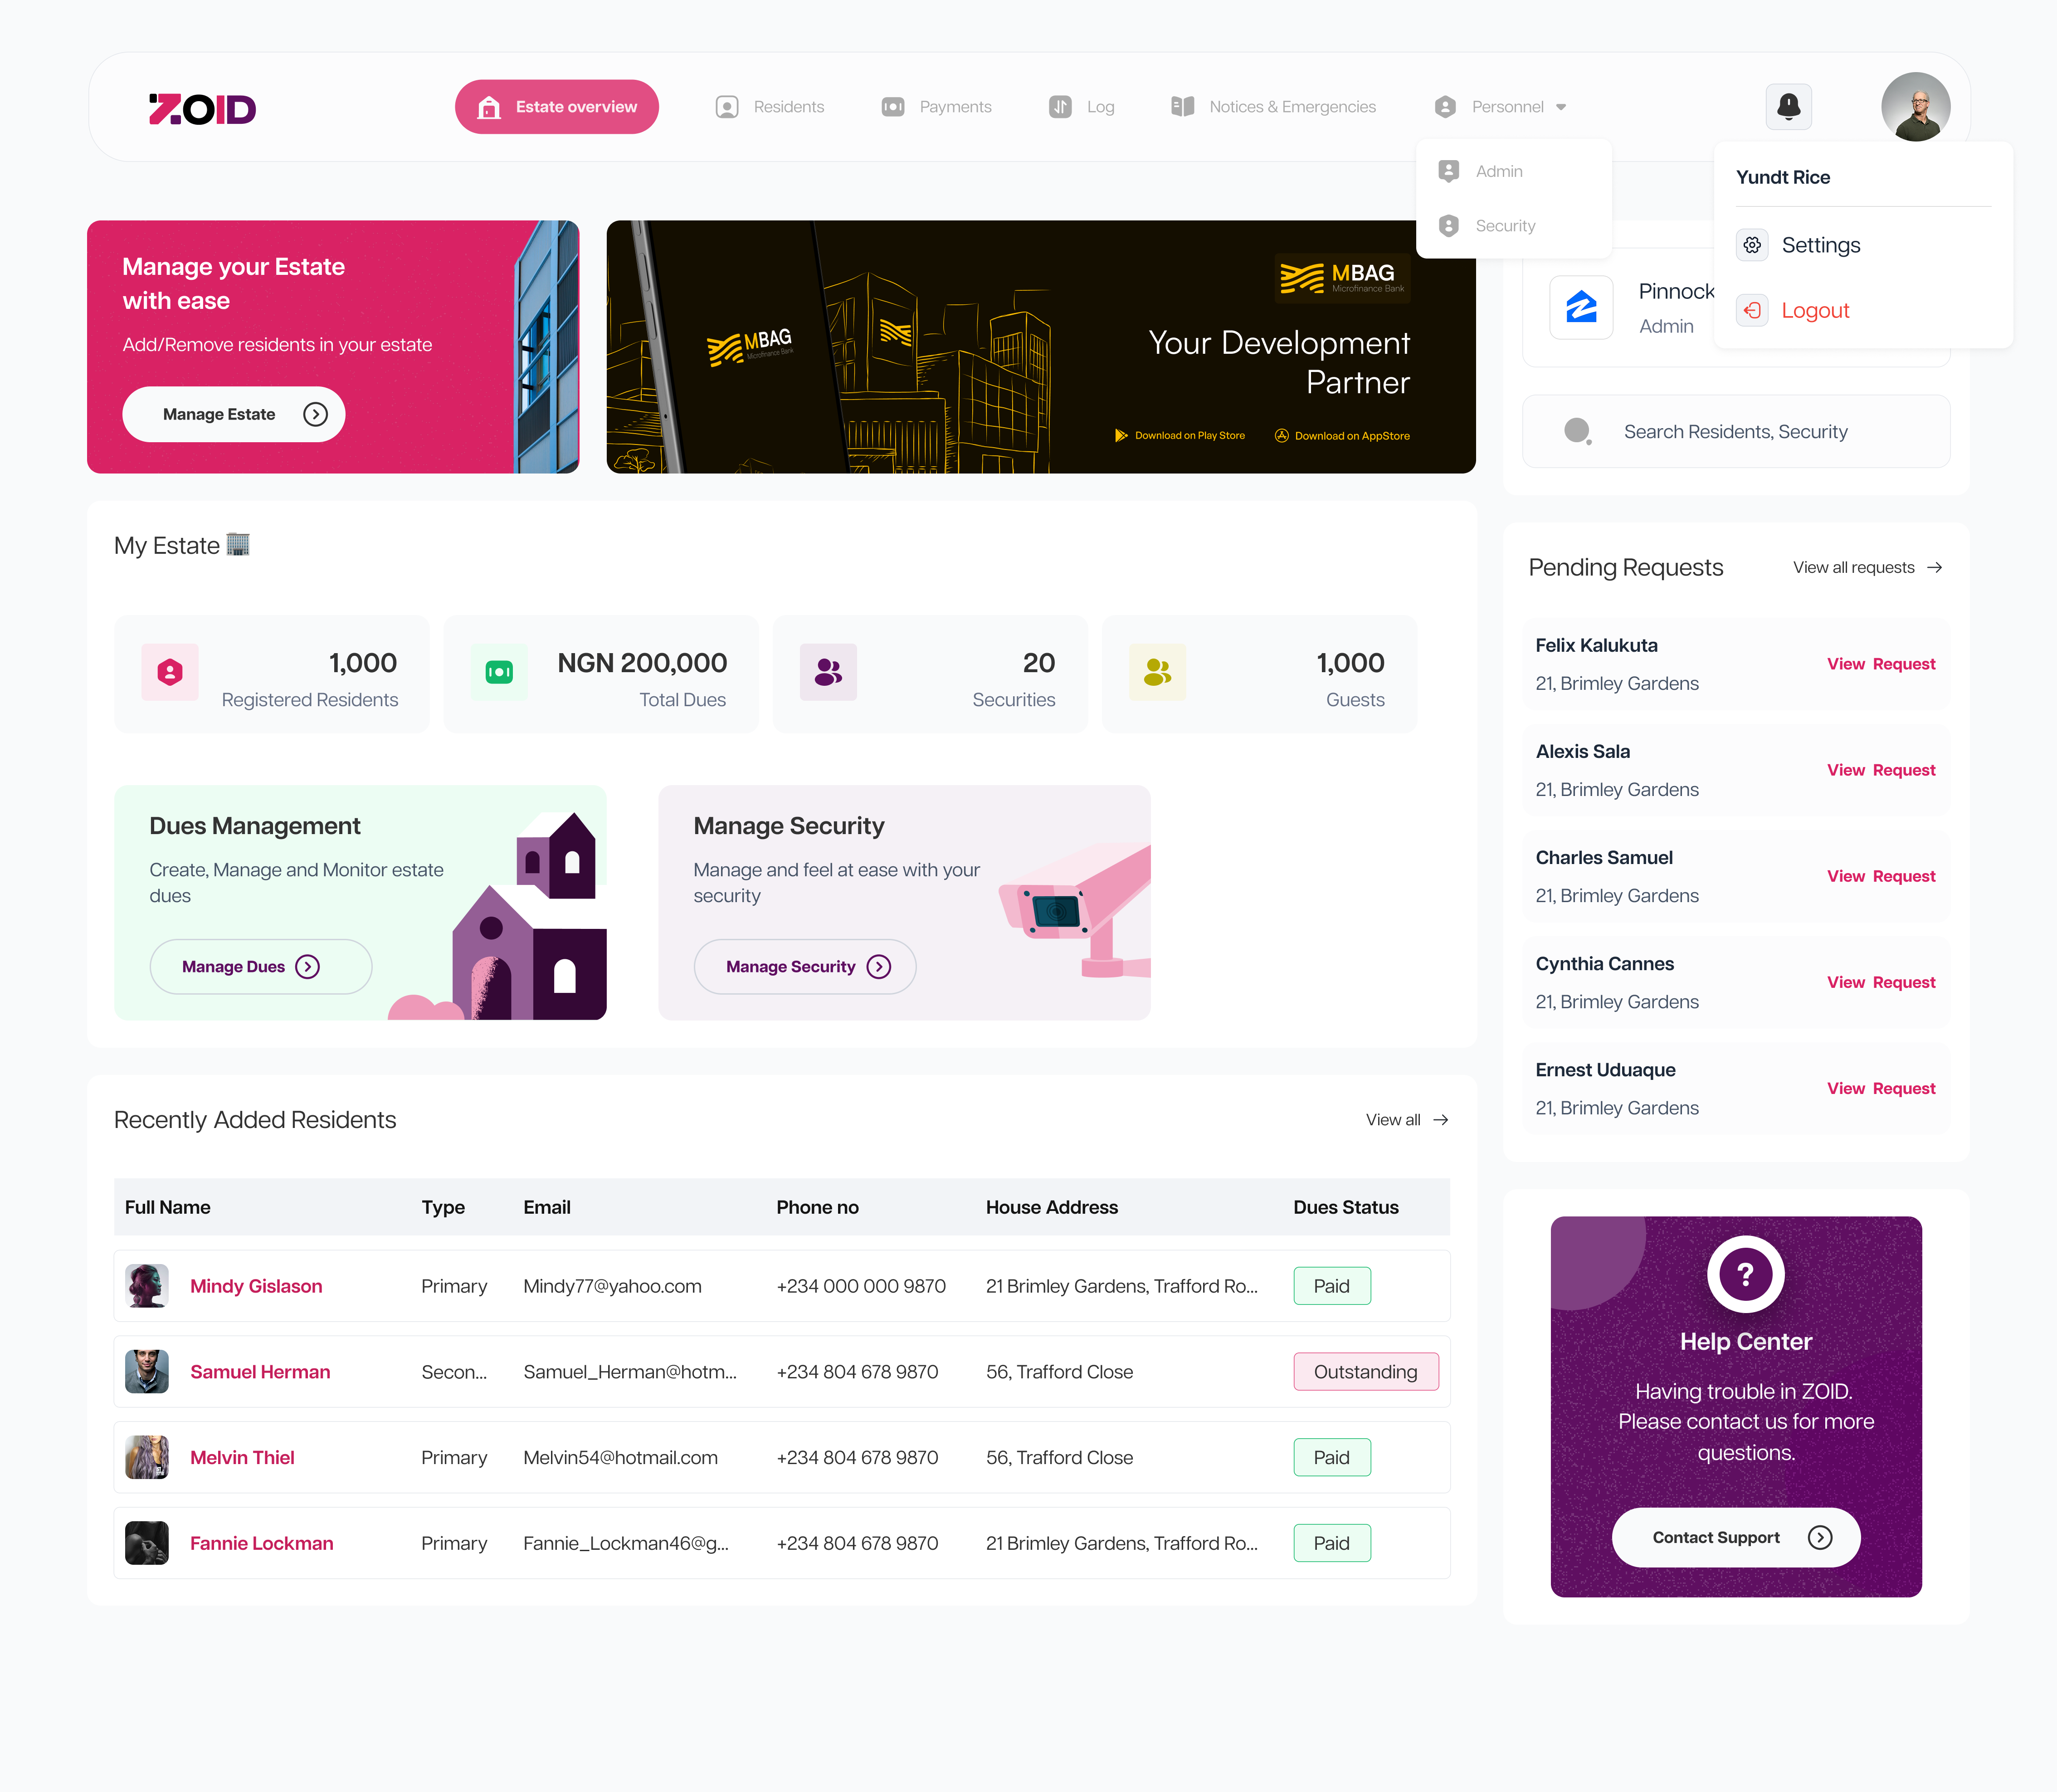 ZOID
Estate overview
Residents
Payments
Log
Notices & Emergencies
Personnel
Admin
Security
Yundt Rice
Settings
Logout
Manage your Estate
with ease
Add/Remove residents in your estate
Manage Estate
MBAG
Microfinance Bank
MBAG
Microfinance Bank
Your Development
Partner
Download on Play Store
Download on AppStore
Pinnock
Admin
Search Residents, Security
My Estate
1,000
Registered Residents
NGN 200,000
Total Dues
20
Securities
1,000
Guests
Dues Management
Create, Manage and Monitor estate
dues
Manage Dues
Manage Security
Manage and feel at ease with your
security
Manage Security
Pending Requests
View all requests
Felix Kalukuta
21, Brimley Gardens
View Request
Alexis Sala
21, Brimley Gardens
View Request
Charles Samuel
21, Brimley Gardens
View Request
Cynthia Cannes
21, Brimley Gardens
View Request
Ernest Uduaque
21, Brimley Gardens
View Request
Recently Added Residents
View all
Full Name Type Email Phone no House Address Dues Status
Mindy Gislason Primary Mindy77@yahoo.com +234 000 000 9870 21 Brimley Gardens, Trafford Ro... Paid
Samuel Herman Secon... Samuel_Herman@hotm... +234 804 678 9870 56, Trafford Close Outstanding
Melvin Thiel Primary Melvin54@hotmail.com +234 804 678 9870 56, Trafford Close Paid
Fannie Lockman Primary Fannie_Lockman46@g... +234 804 678 9870 21 Brimley Gardens, Trafford Ro... Paid
?
Help Center
Having trouble in ZOID.
Please contact us for more
questions.
Contact Support